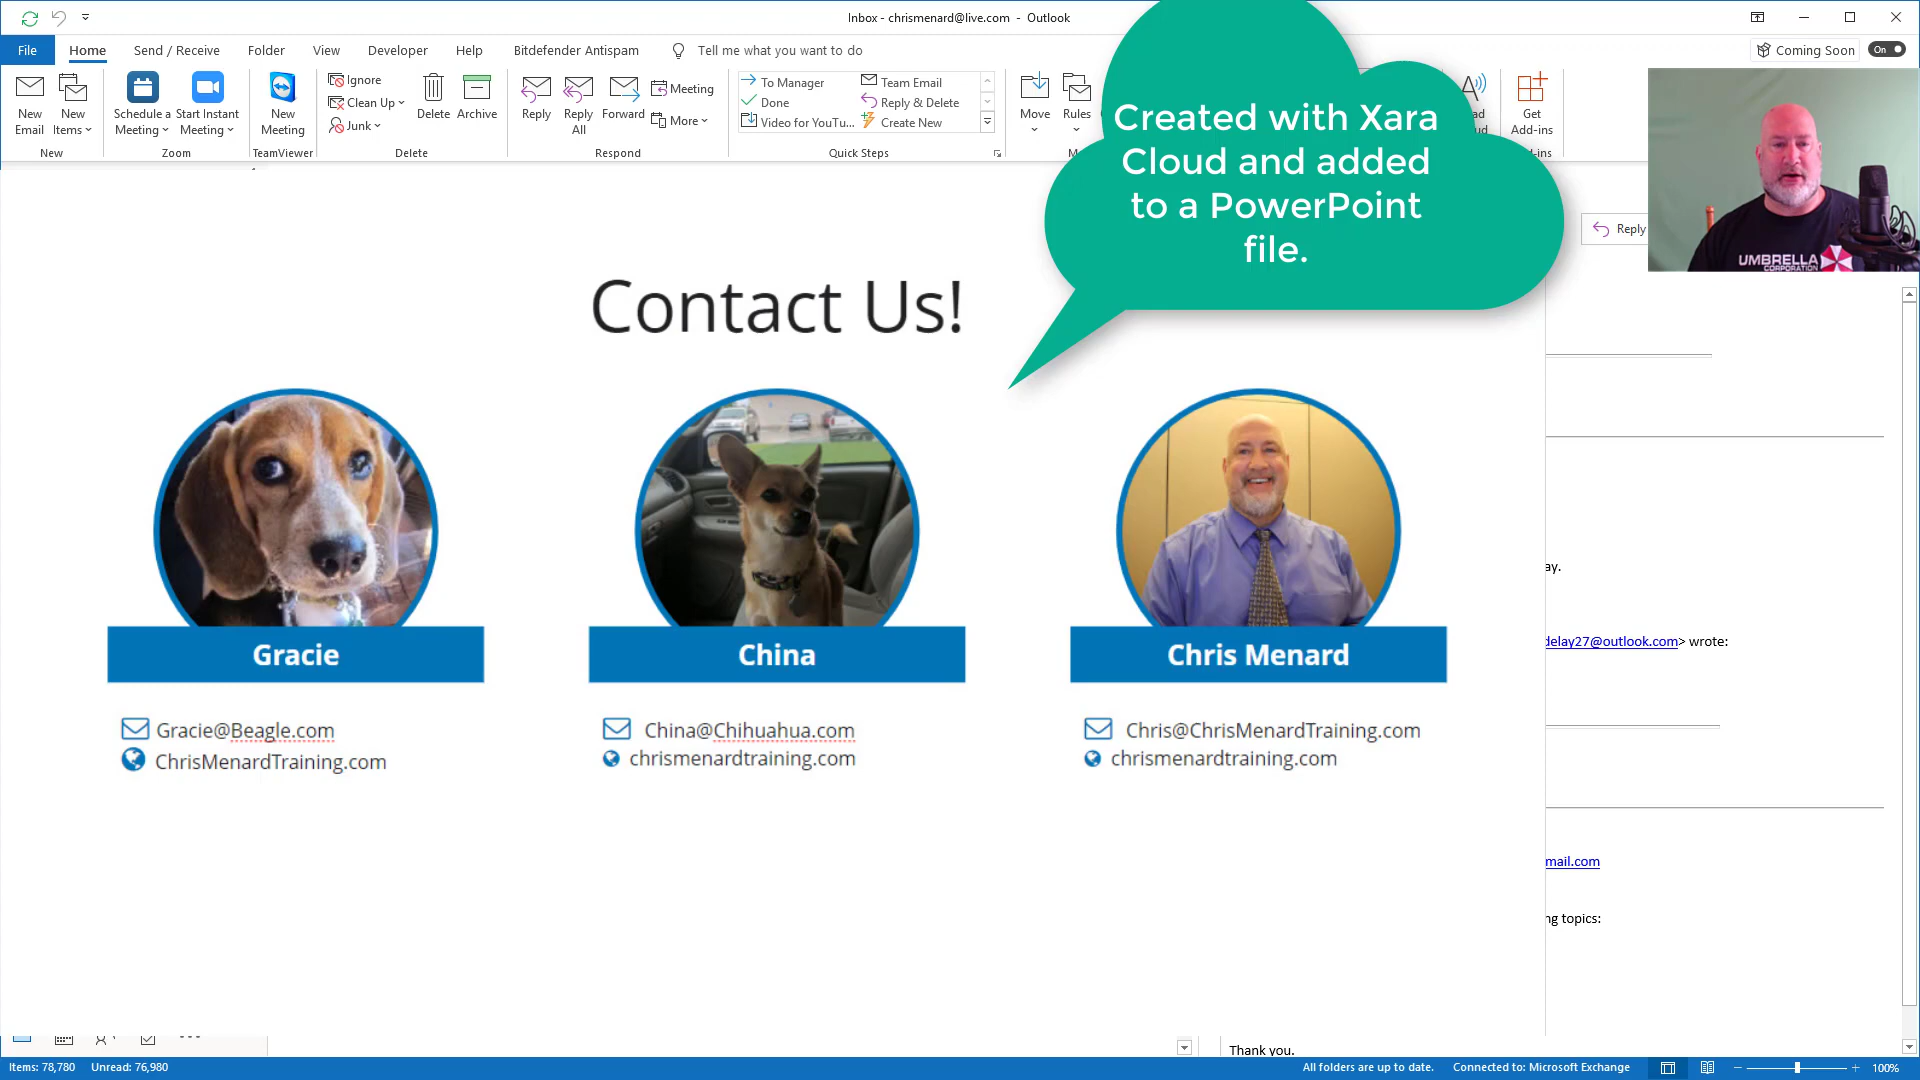 Inbox - chrismenard@live.com - Outlook
File Home Send / Receive Folder View Developer Help Bitdefender Antispam Tell me what you want to do Coming Soon On
New Email
New Items
New
Schedule a Meeting
Start Instant Meeting
Zoom
New Meeting
TeamViewer
Ignore
Clean Up
Junk
Delete
Archive
Delete
Reply
Reply All
Forward
Meeting
More
Respond
To Manager
Done
Video for YouTu...
Team Email
Reply & Delete
Create New
Quick Steps
Move
Rules
Get Add-ins
Created with Xara
Cloud and added
to a PowerPoint
file.
UMBRELLA
CORPORATION
Reply
Contact Us!
Gracie
Gracie@Beagle.com
ChrisMenardTraining.com
China
China@Chihuahua.com
chrismenardtraining.com
Chris Menard
Chris@ChrisMenardTraining.com
chrismenardtraining.com
ay.
delay27@outlook.com> wrote:
mail.com
ng topics:
Thank you.
Items: 78,780 Unread: 76,980 All folders are up to date. Connected to: Microsoft Exchange 100%